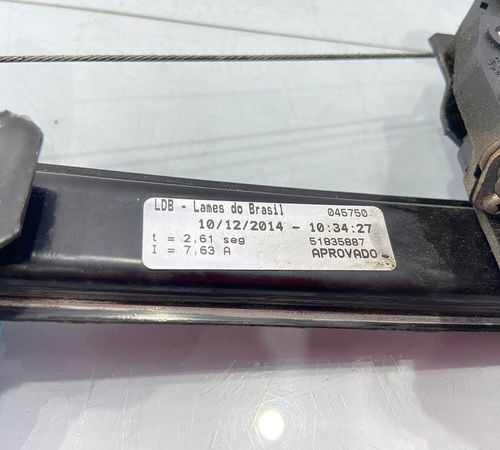 LDB - Lames do Brasil 045750
10/12/2014 - 10:34:27
t = 2,61 seg 51835887
I = 7,63 A APROVADO